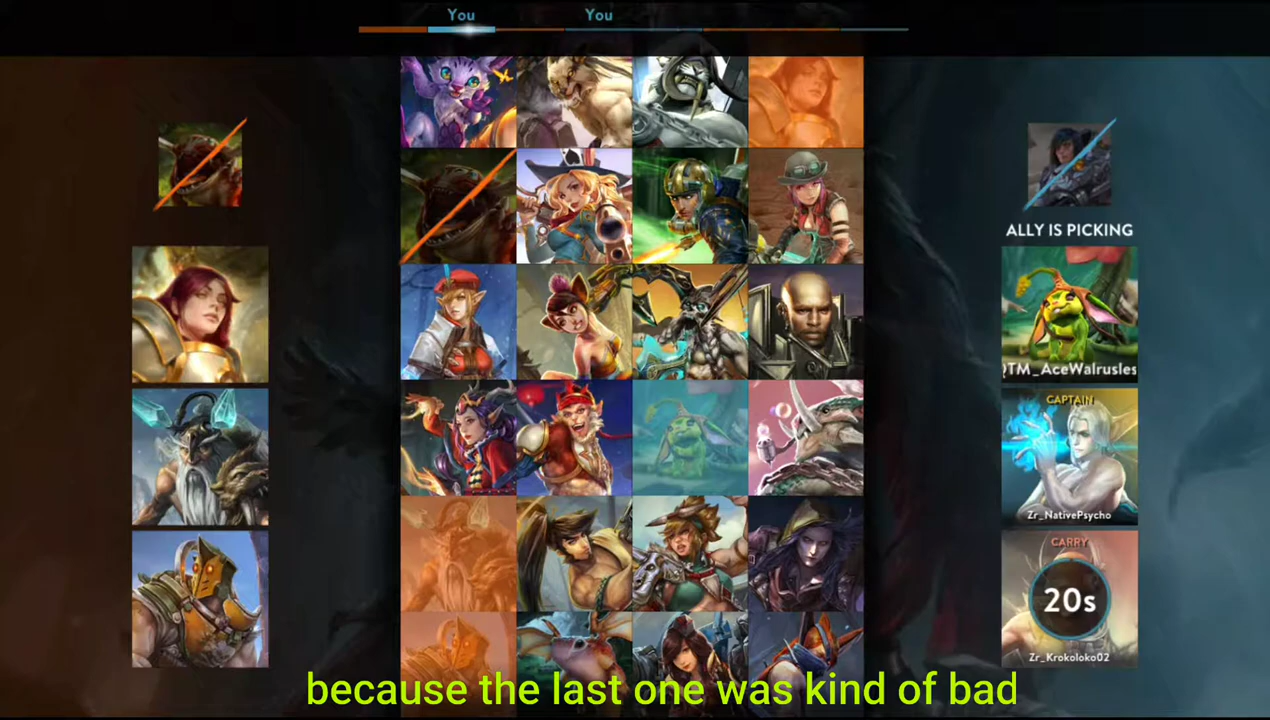 You
You
ALLY IS PICKING
TM_AceWalrusles
CAPTAIN
Zr_NativePsycho
CARRY
20s
Zr_Krokoloko02
because the last one was kind of bad